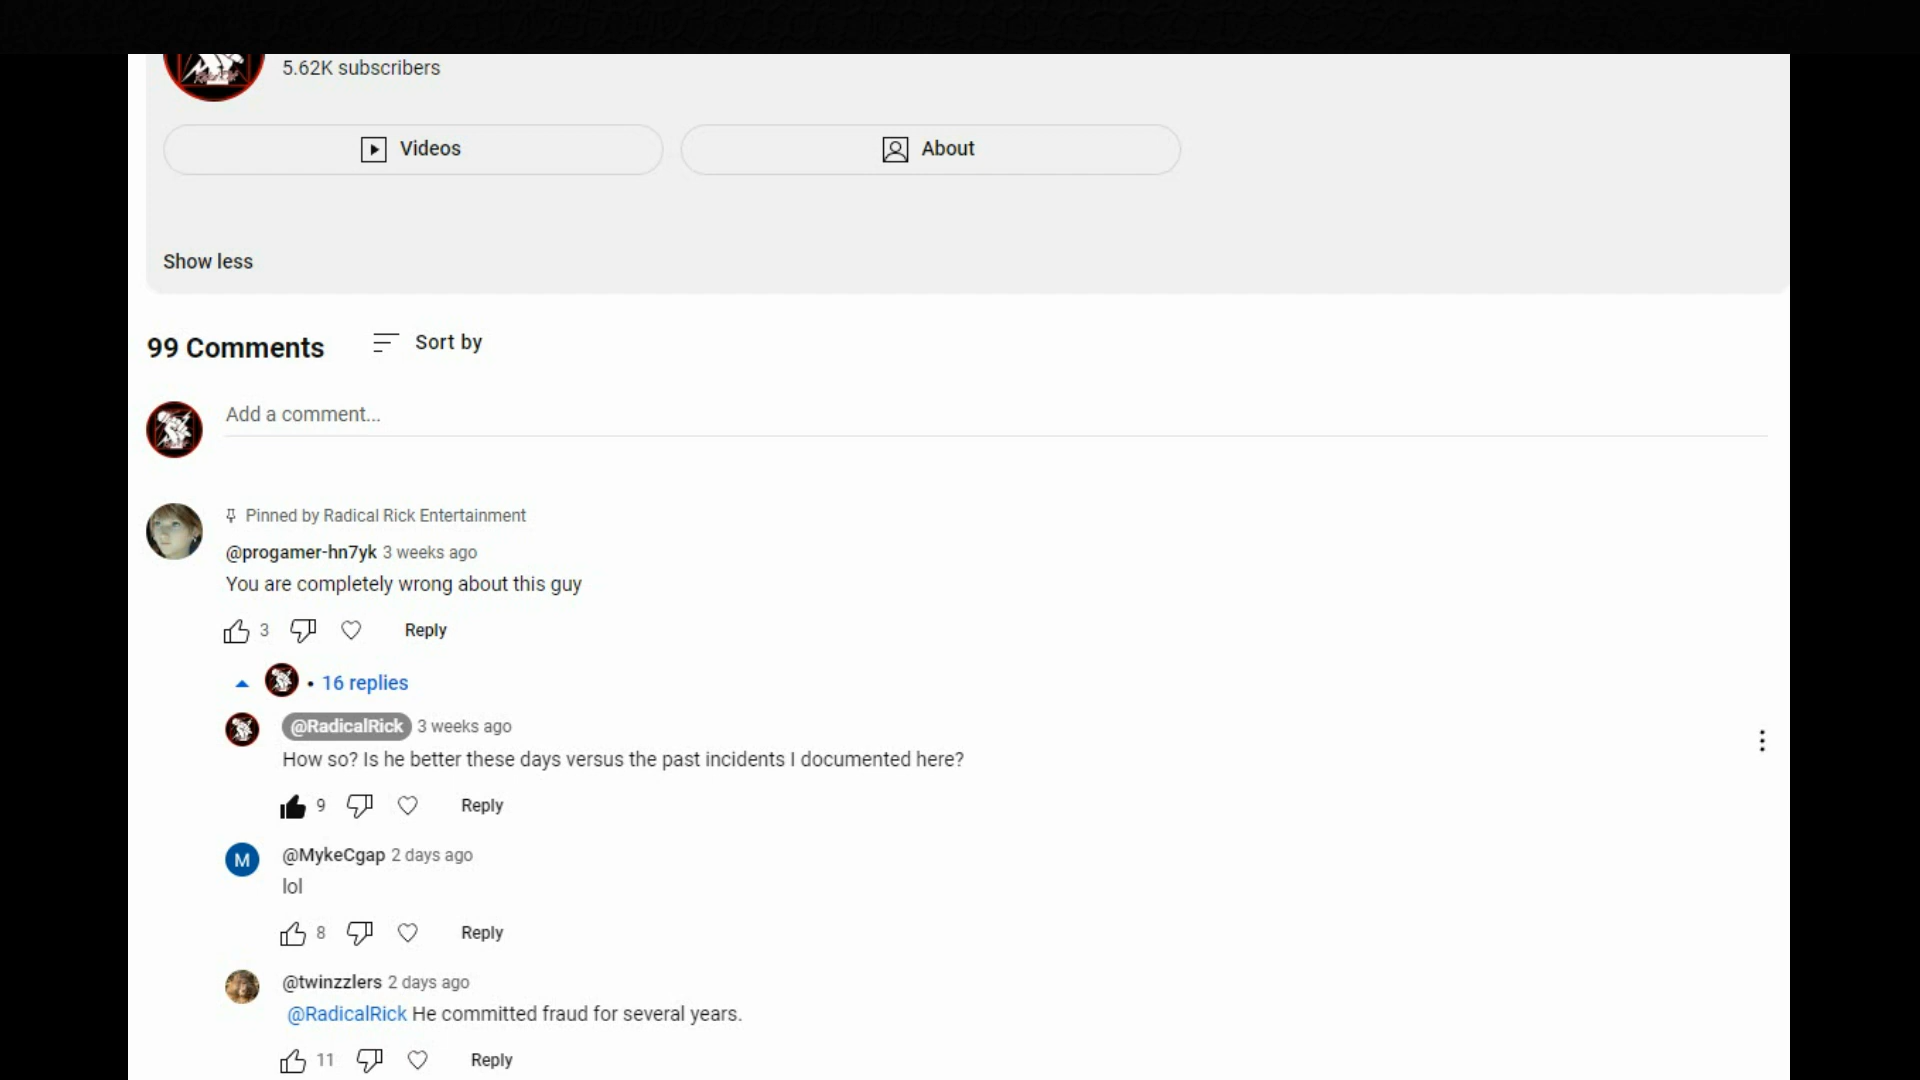 5.62K subscribers
Videos
About
Show less
99 Comments
Sort by
Add a comment...
Pinned by Radical Rick Entertainment
@progamer-hn7yk 3 weeks ago
You are completely wrong about this guy
3
Reply
• 16 replies
@RadicalRick 3 weeks ago
How so? Is he better these days versus the past incidents I documented here?
9
Reply
M
@MykeCgap 2 days ago
lol
8
Reply
@twinzzlers 2 days ago
@RadicalRick He committed fraud for several years.
11
Reply